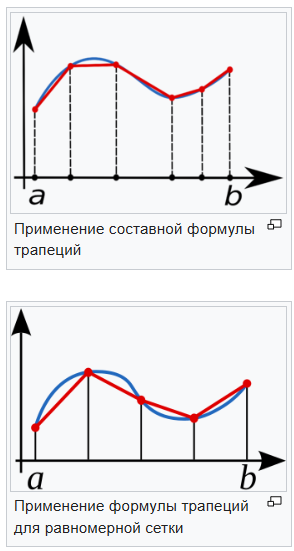 a b
Применение составной формулы
трапеций
a b
Применение формулы трапеций
для равномерной сетки